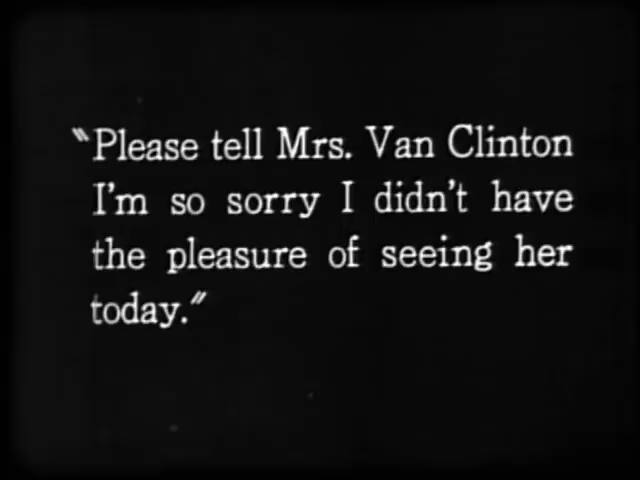 "Please tell Mrs. Van Clinton
I'm so sorry I didn't have
the pleasure of seeing her
today."